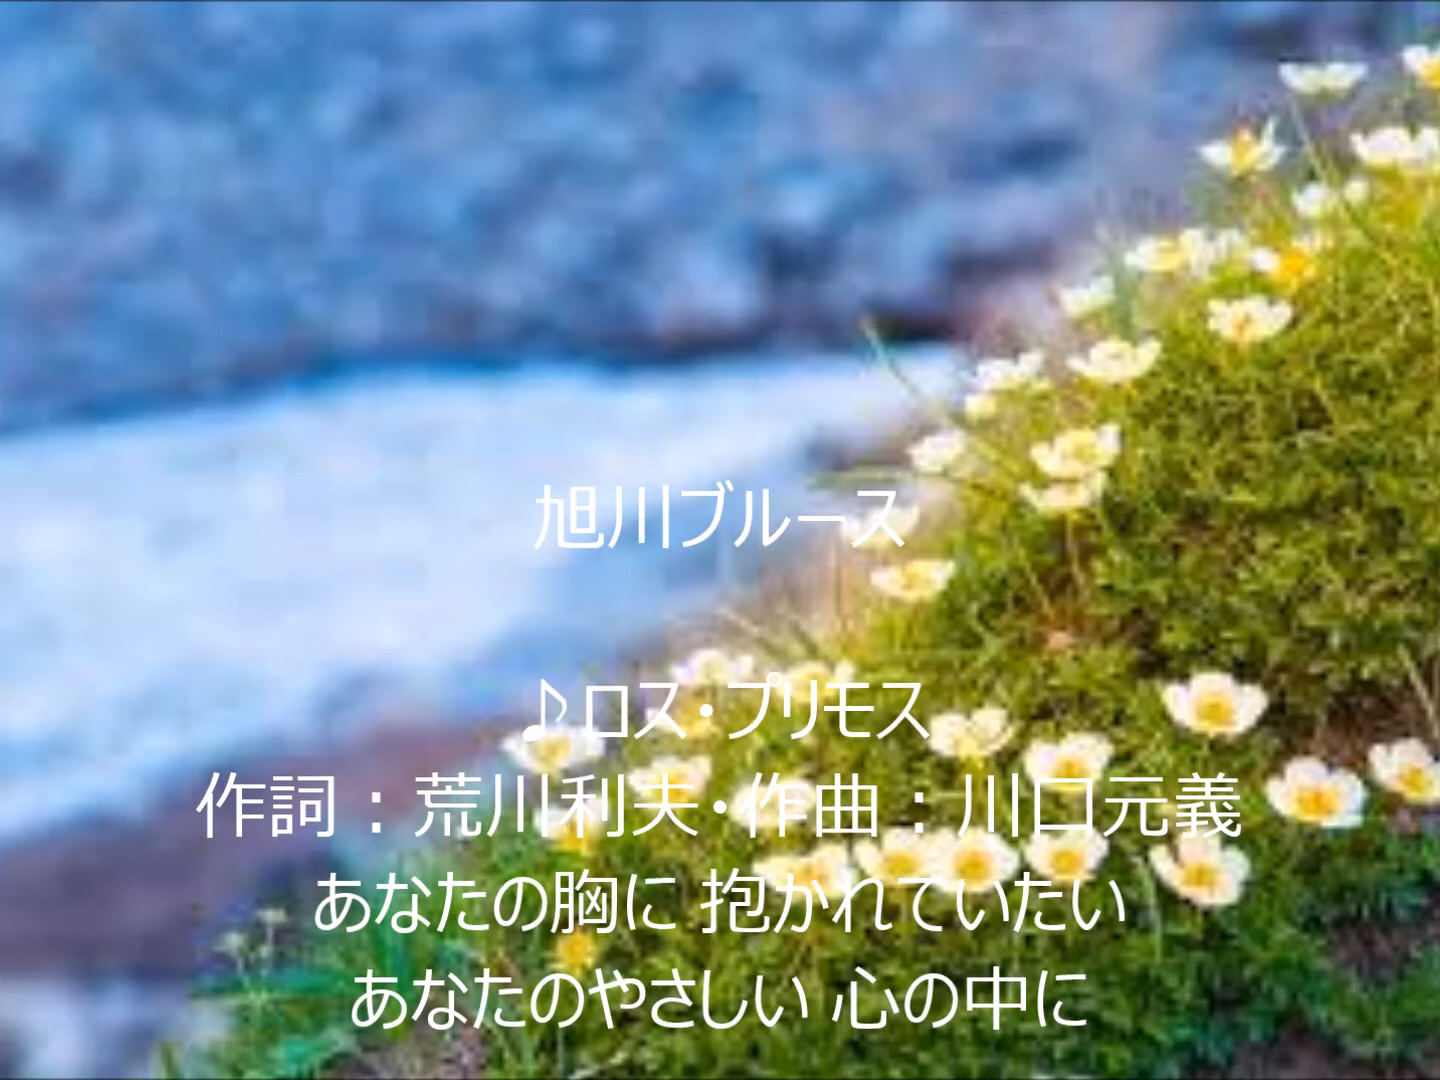 旭川ブルース
♪ロス・プリモス
作詞：荒川利夫・作曲：川口元義
あなたの胸に 抱かれていたい
あなたのやさしい 心の中に